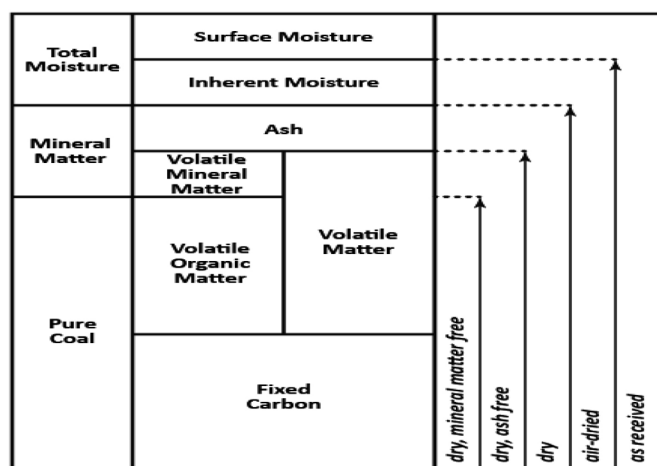 Total
Moisture
Surface Moisture
Inherent Moisture
Mineral
Matter
Ash
Volatile
Mineral
Matter
Volatile
Organic
Matter
Volatile
Matter
Pure
Coal
Fixed
Carbon
dry, mineral matter free
dry, ash free
dry
air-dried
as received